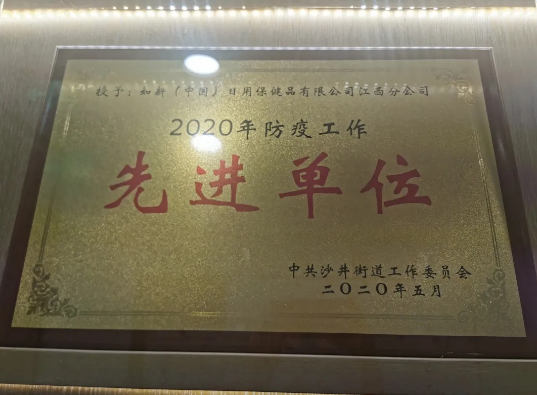 授予：如新（中国）日用保健品有限公司江西分公司
2020年防疫工作
先进单位
中共沙井街道工作委员会
二〇二〇年五月